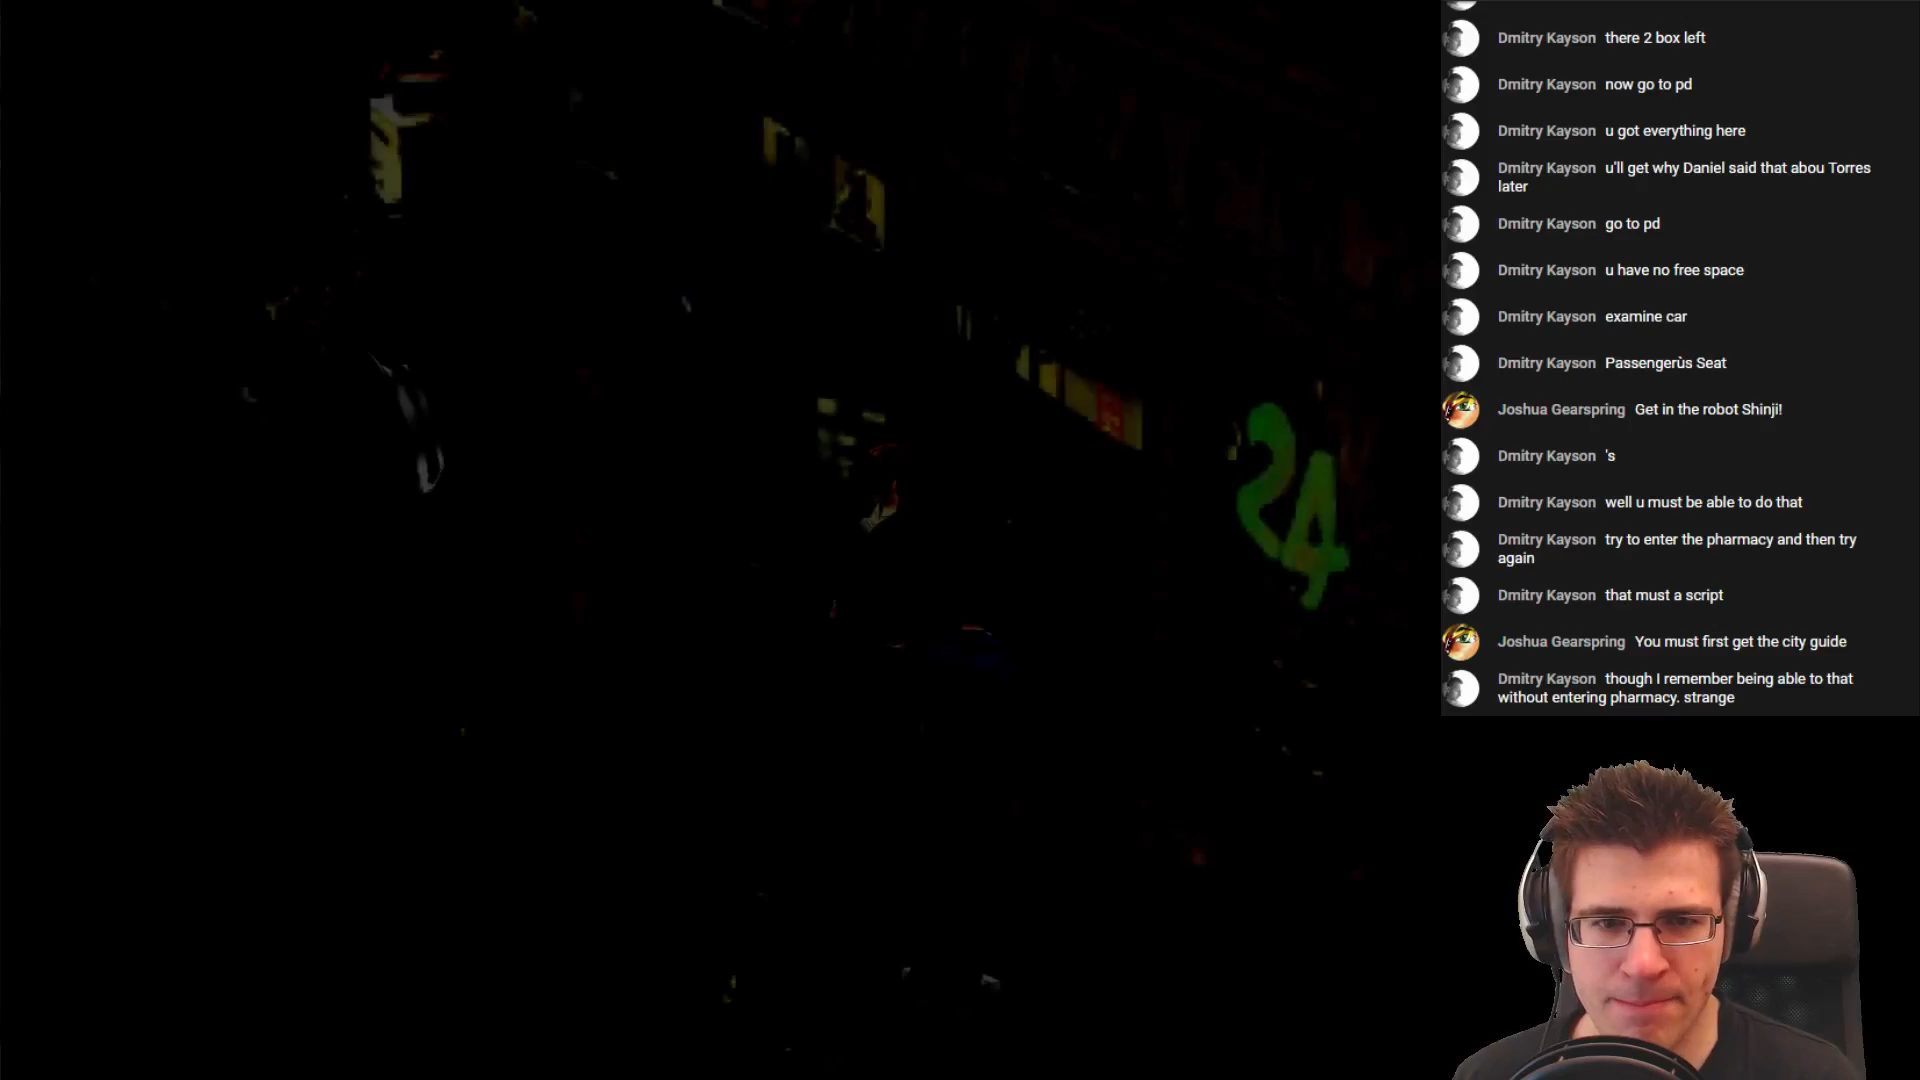 Dmitry Kayson there 2 box left
Dmitry Kayson now go to pd
Dmitry Kayson u got everything here
Dmitry Kayson u'll get why Daniel said that abou Torres
later
Dmitry Kayson go to pd
Dmitry Kayson u have no free space
Dmitry Kayson examine car
Dmitry Kayson Passengerùs Seat
Joshua Gearspring Get in the robot Shinji!
Dmitry Kayson 's
Dmitry Kayson well u must be able to do that
Dmitry Kayson try to enter the pharmacy and then try
again
Dmitry Kayson that must a script
Joshua Gearspring You must first get the city guide
Dmitry Kayson though I remember being able to that
without entering pharmacy. strange
24